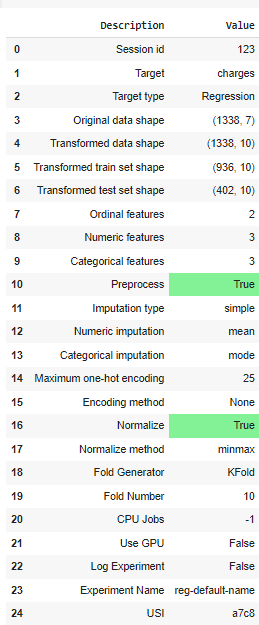 Description Value
0 Session id 123
1 Target charges
2 Target type Regression
3 Original data shape (1338, 7)
4 Transformed data shape (1338, 10)
5 Transformed train set shape (936, 10)
6 Transformed test set shape (402, 10)
7 Ordinal features 2
8 Numeric features 3
9 Categorical features 3
10 Preprocess True
11 Imputation type simple
12 Numeric imputation mean
13 Categorical imputation mode
14 Maximum one-hot encoding 25
15 Encoding method None
16 Normalize True
17 Normalize method minmax
18 Fold Generator KFold
19 Fold Number 10
20 CPU Jobs -1
21 Use GPU False
22 Log Experiment False
23 Experiment Name reg-default-name
24 USI a7c8